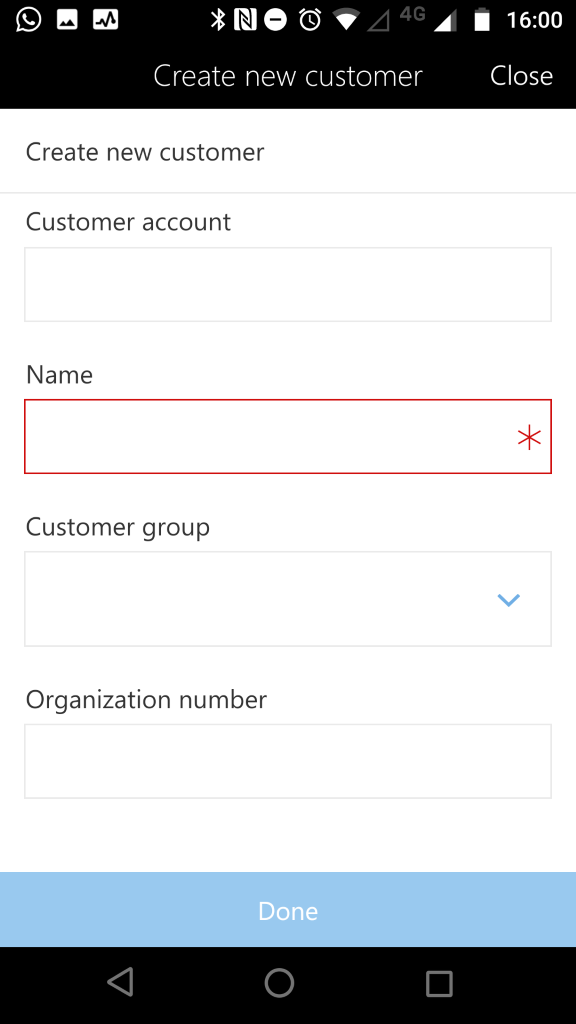 4G 16:00
Create new customer Close
Create new customer
Customer account
Name
*
Customer group
Organization number
Done